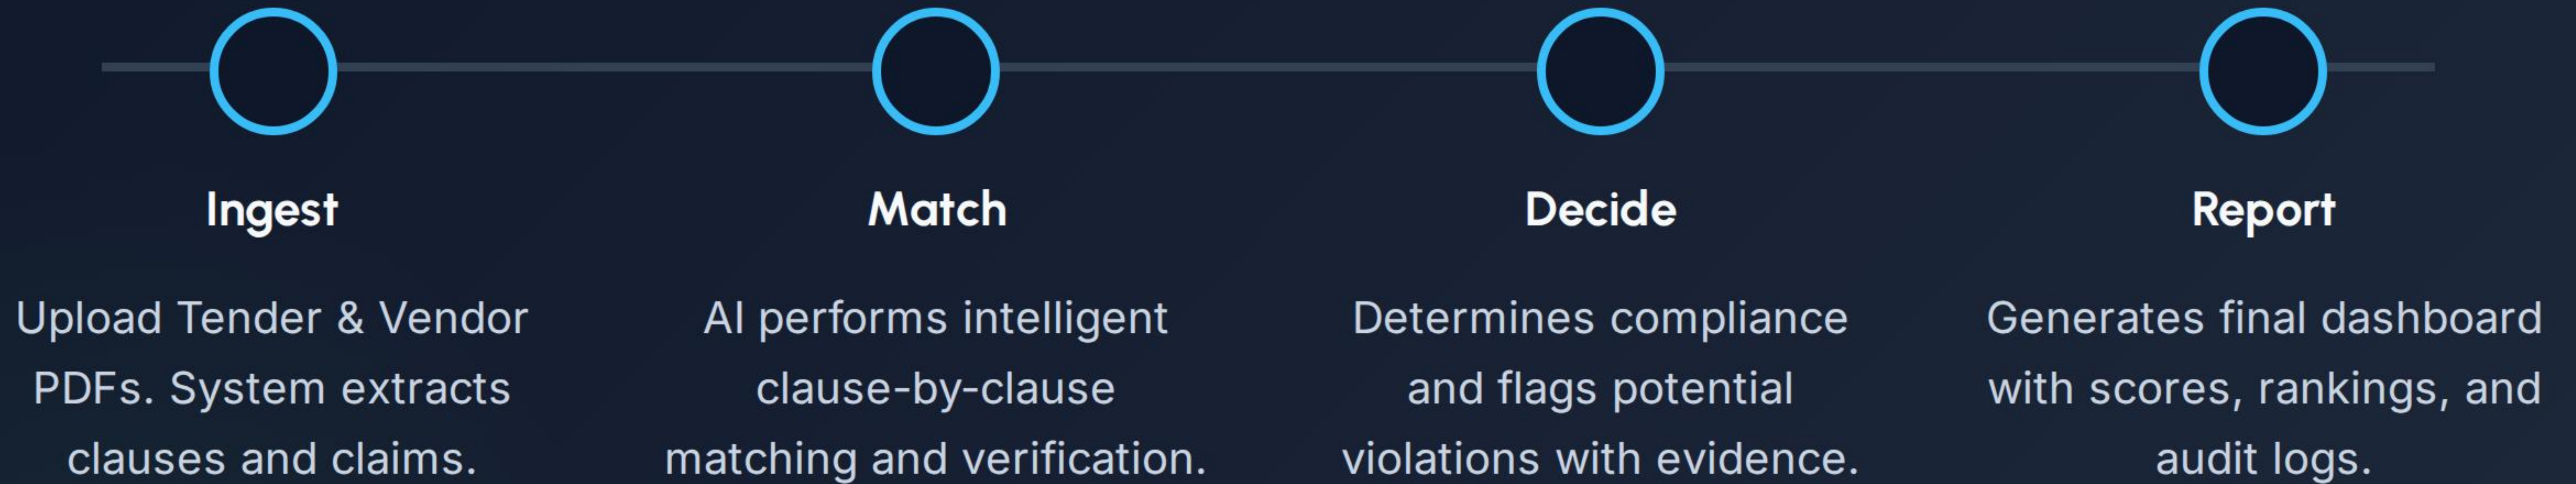 Ingest
Upload Tender & Vendor
PDFs. System extracts
clauses and claims.
Match
AI performs intelligent
clause-by-clause
matching and verification.
Decide
Determines compliance
and flags potential
violations with evidence.
Report
Generates final dashboard
with scores, rankings, and
audit logs.